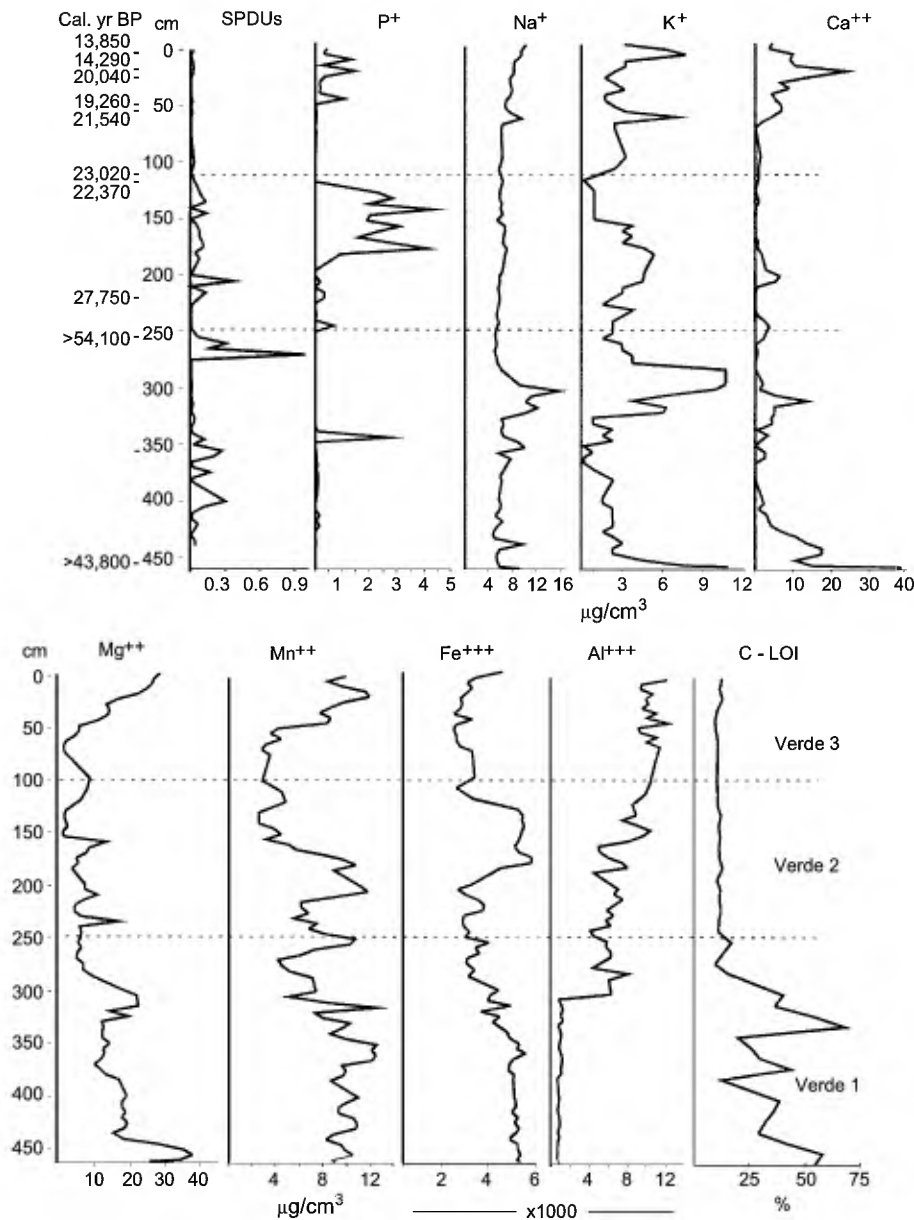 Cal. yr BP cm SPDUs P+ Na+ K+ Ca++
13,850 0
14,290
20,040
19,260 50
21,540
100
23,020
22,370
150
200
27,750
250
>54,100
300
350
400
>43,800 450
0.3 0.6 0.9 1 2 3 4 5 4 8 12 16 3 6 9 12 10 20 30 40
µg/cm3
cm Mg++ Mn++ Fe+++ Al+++ C - LOI
0
50 Verde 3
100
150
200 Verde 2
250
300
350
400 Verde 1
450
10 20 30 40 4 8 12 2 4 6 4 8 12 25 50 75
µg/cm3 x1000 %